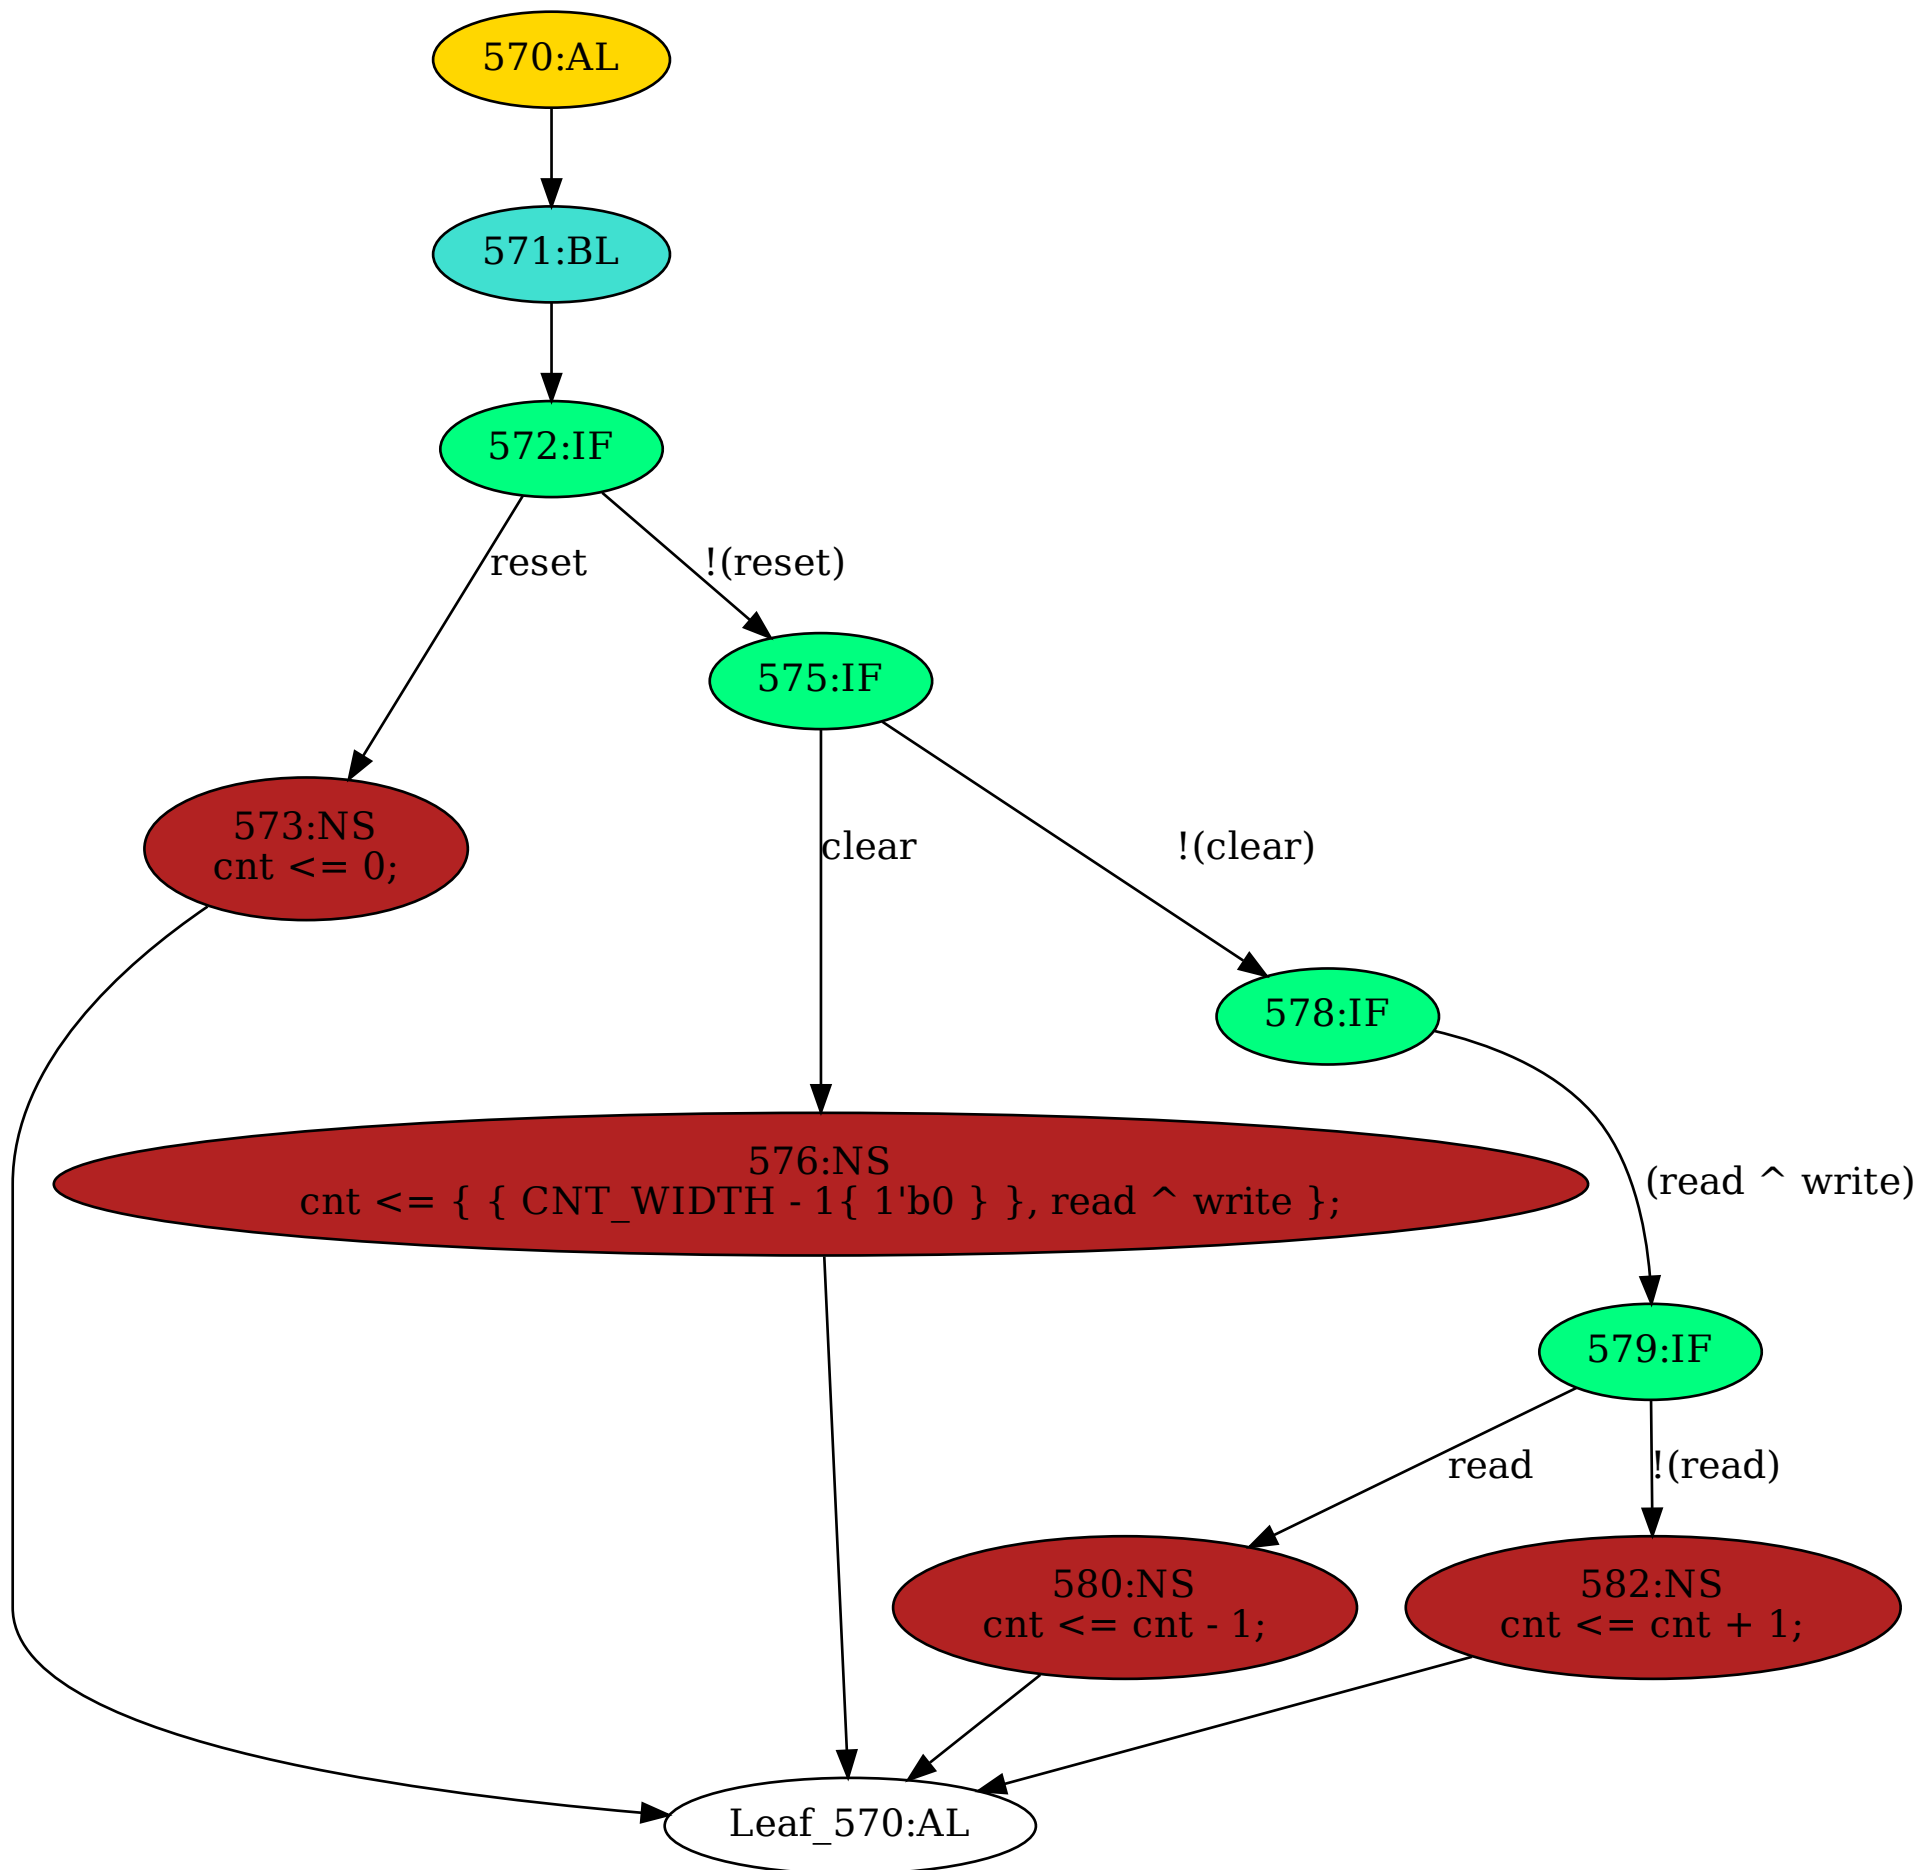 570:AL
571:BL
572:IF
reset
!(reset)
575:IF
573:NS
cnt <= 0;
clear
!(clear)
578:IF
576:NS
cnt <= { { CNT_WIDTH - 1{ 1'b0 } }, read ^ write };
(read ^ write)
579:IF
read
!(read)
580:NS
cnt <= cnt - 1;
582:NS
cnt <= cnt + 1;
Leaf_570:AL